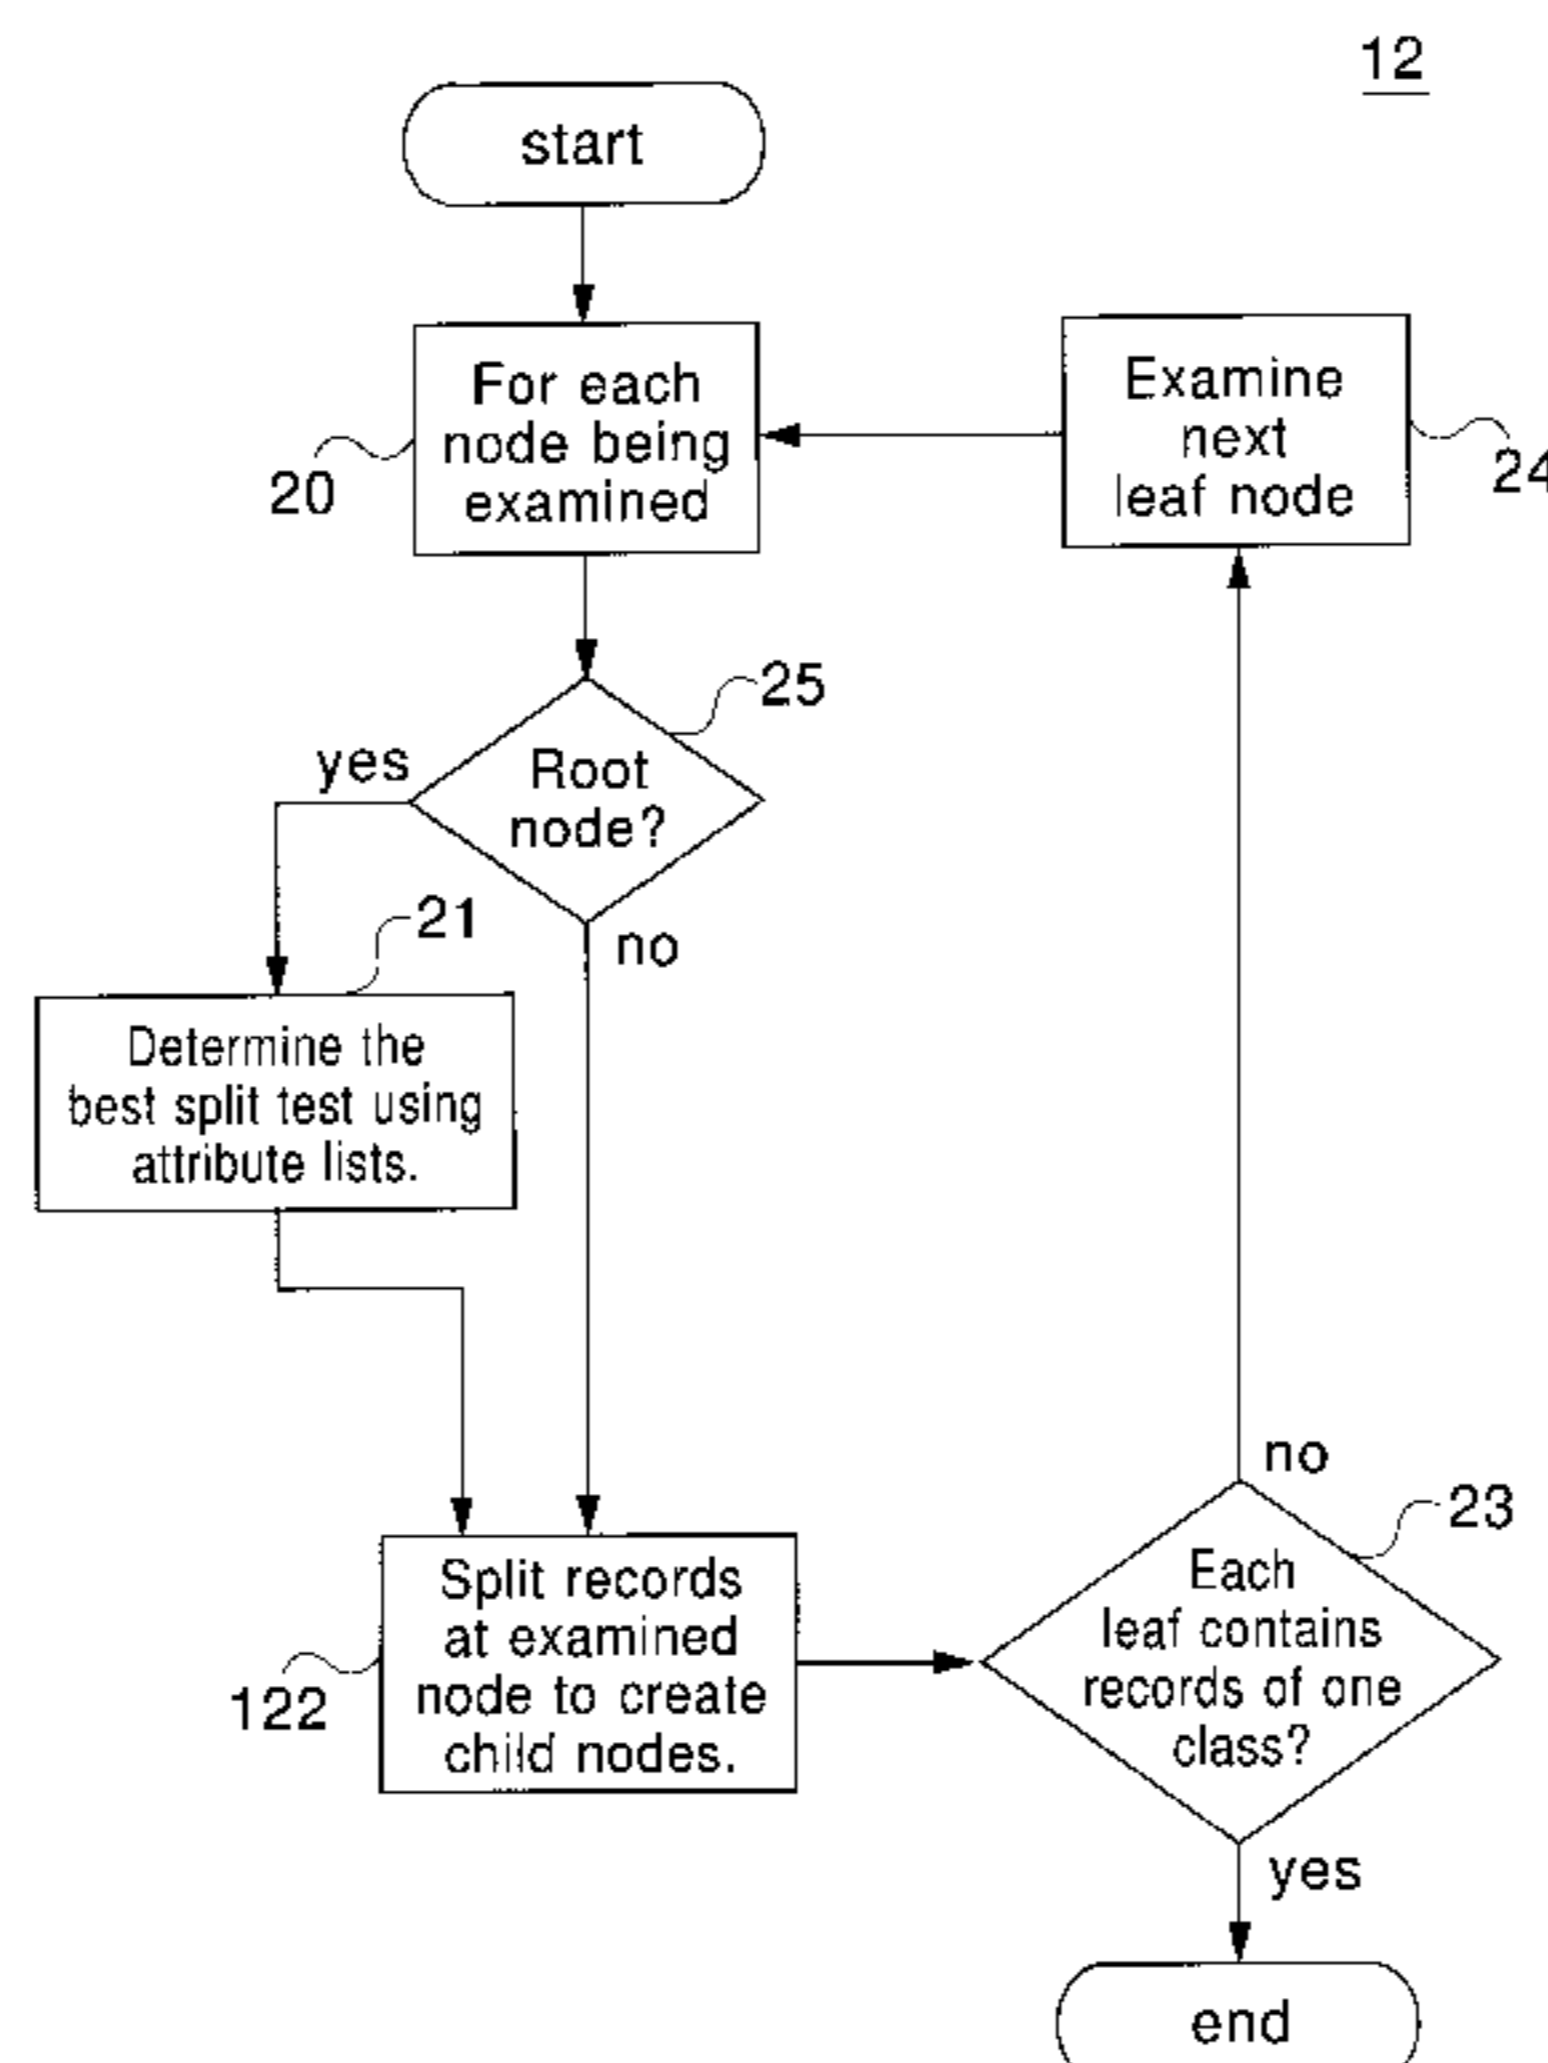 12
start
For each
node being
examined
20
Examine
next
leaf node
24
25
yes
Root
node?
no
21
Determine the
best split test using
attribute lists.
no
23
Split records
at examined
node to create
child nodes.
122
Each
leaf contains
records of one
class?
yes
end